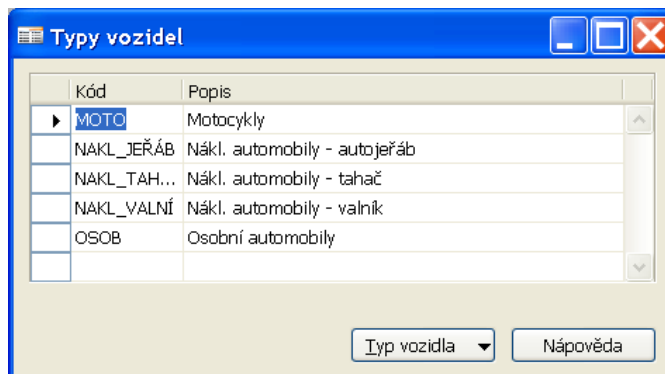 Typy vozidel
Kód Popis
MOTO Motocykly
NAKL_JEŘÁB Nákl. automobily - autojeřáb
NAKL_TAH... Nákl. automobily - tahač
NAKL_VALNÍ Nákl. automobily - valník
OSOB Osobní automobily
Typ vozidla Nápověda